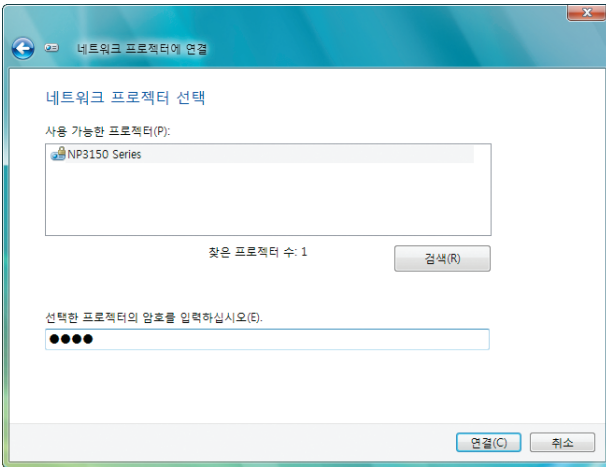 네트워크 프로젝터에 연결
네트워크 프로젝터 선택
사용 가능한 프로젝터(P):
NP3150 Series
찾은 프로젝터 수: 1
검색(R)
선택한 프로젝터의 암호를 입력하십시오(E).
●●●●
연결(C)
취소